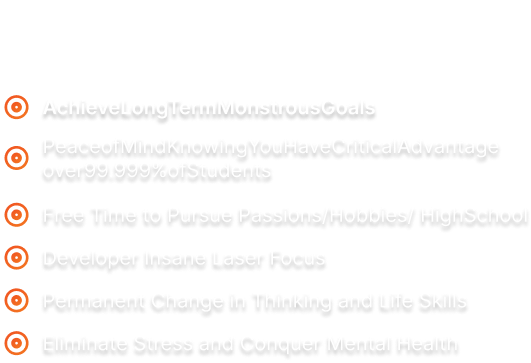 AchieveLongTermMonstrousGoals
PeaceofMindKnowingYouHaveCriticalAdvantage
over99.999%ofStudents
Free Time to Pursue Passions/Hobbies/ HighSchool
Developer Insane Laser Focus
Permanent Change in Thinking and Life Skills
Eliminate Stress and Conquer Mental Health